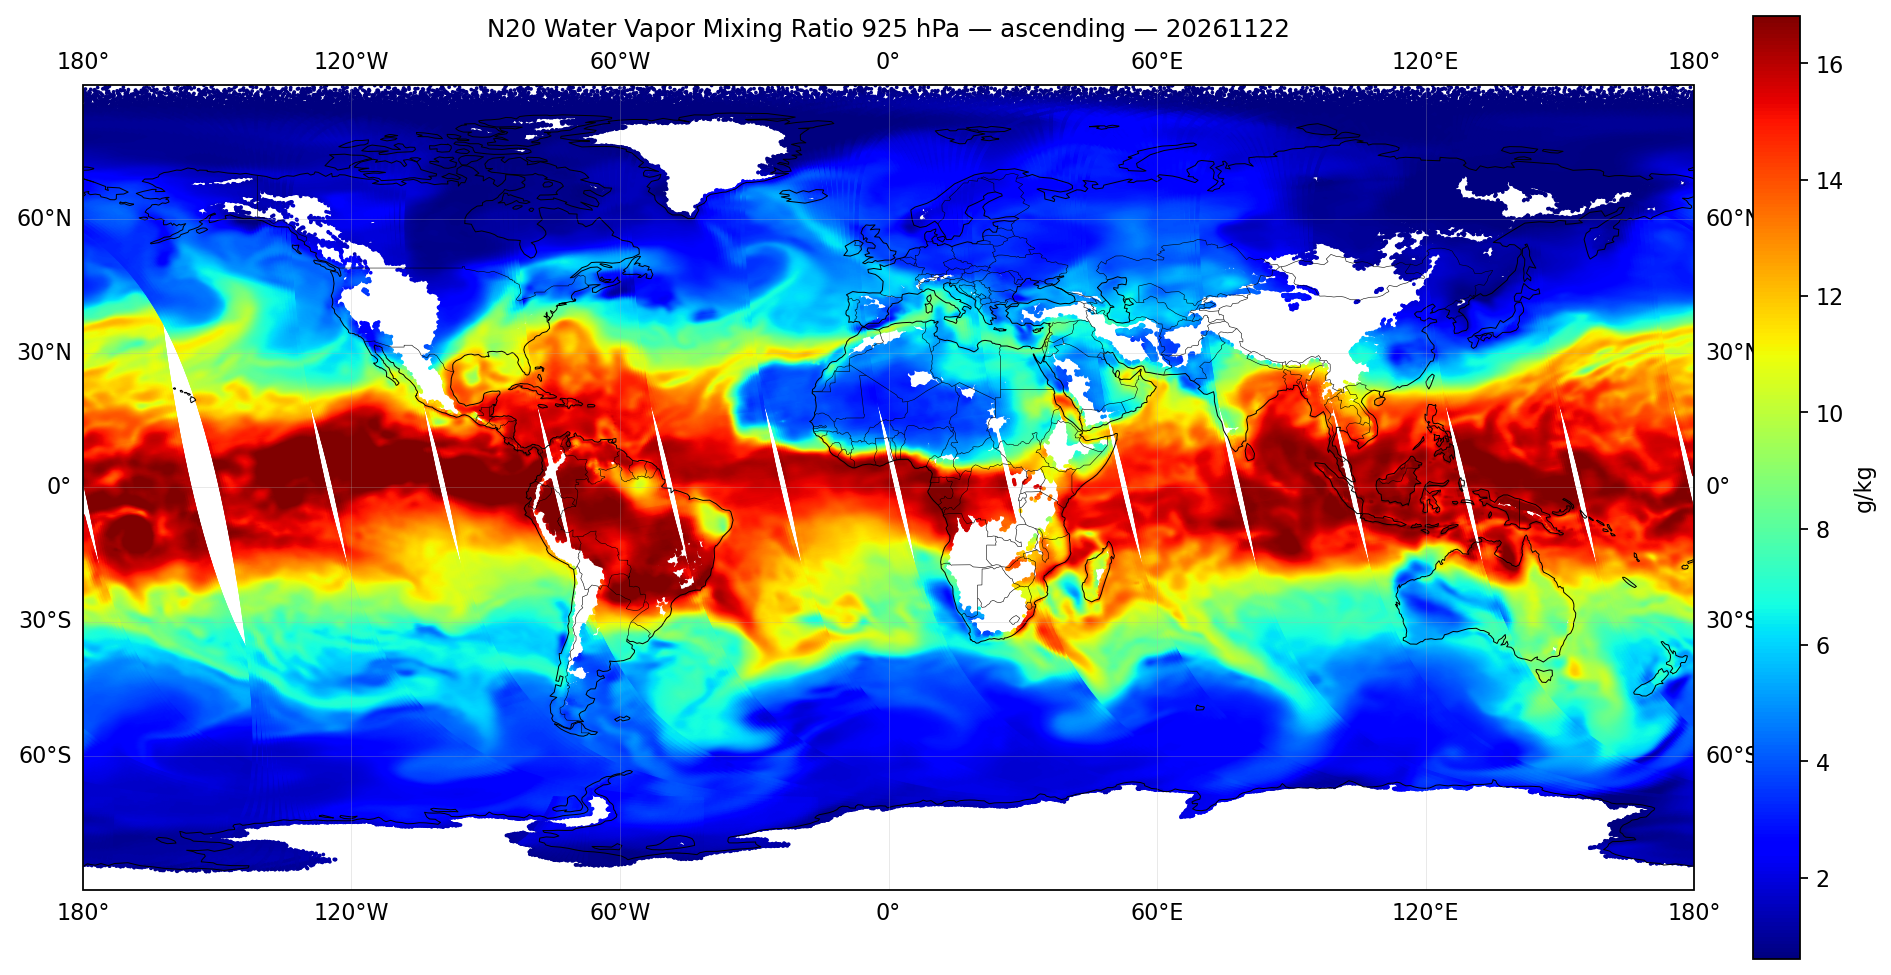 N20 Water Vapor Mixing Ratio 925 hPa — ascending — 20261122
180° 120°W 60°W 0° 60°E 120°E 180°
60°N 60°N
30°N 30°N
0° 0°
30°S 30°S
60°S 60°S
180° 120°W 60°W 0° 60°E 120°E 180°
16
14
12
10
8
6
4
2
g/kg